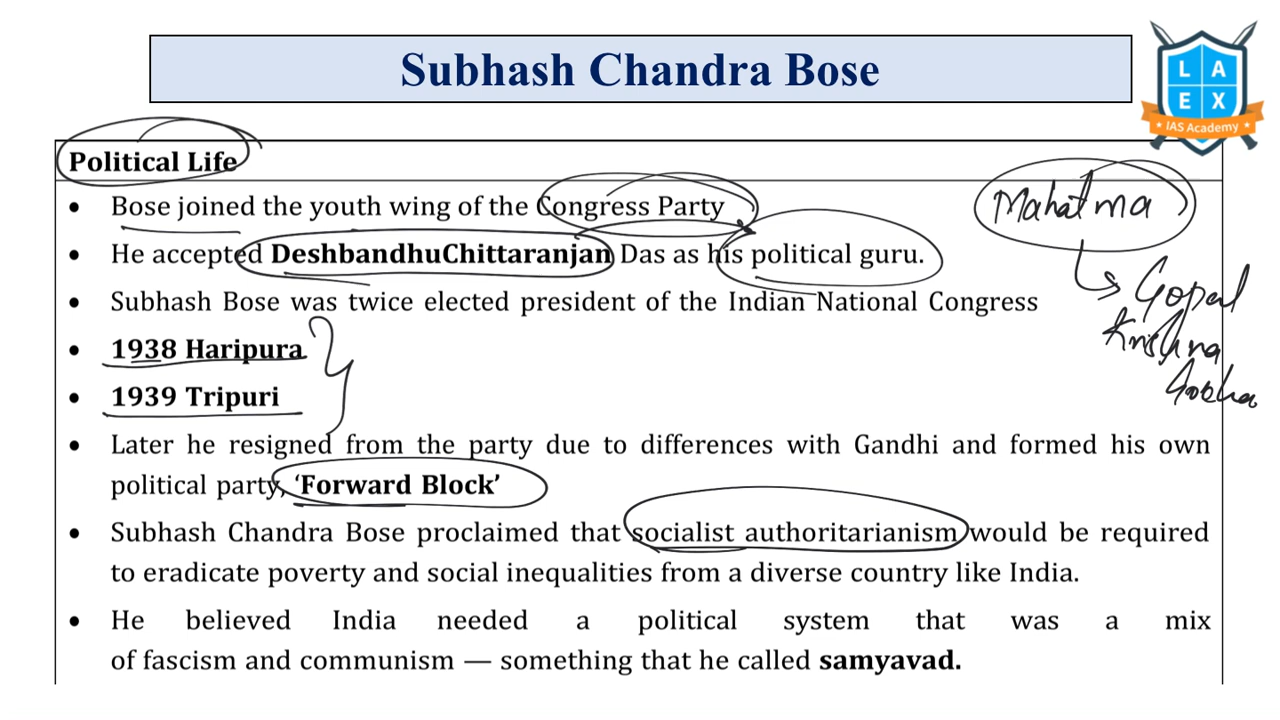 Subhash Chandra Bose
L A
E X
IAS Academy
Political Life
• Bose joined the youth wing of the Congress Party
• He accepted DeshbandhuChittaranjan Das as his political guru.
• Subhash Bose was twice elected president of the Indian National Congress
• 1938 Haripura
• 1939 Tripuri
• Later he resigned from the party due to differences with Gandhi and formed his own
political party, ‘Forward Block’
• Subhash Chandra Bose proclaimed that socialist authoritarianism would be required
to eradicate poverty and social inequalities from a diverse country like India.
• He believed India needed a political system that was a mix
of fascism and communism — something that he called samyavad.
Mahatma
Gopal
Krishna